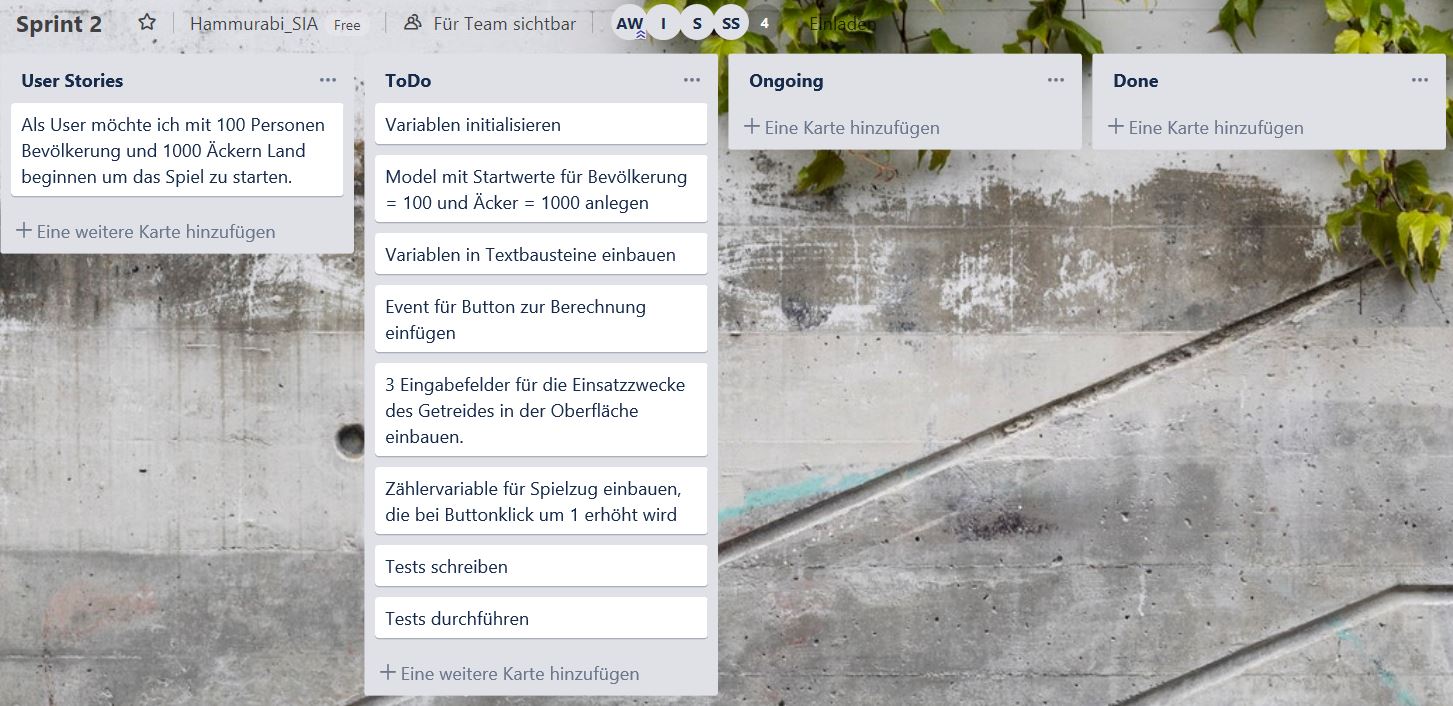 Sprint 2 Hammurabi_SIA Free Für Team sichtbar AW I S SS 4 Einladen
User Stories
Als User möchte ich mit 100 Personen
Bevölkerung und 1000 Äckern Land
beginnen um das Spiel zu starten.
Eine weitere Karte hinzufügen
ToDo
Variablen initialisieren
Model mit Startwerte für Bevölkerung
= 100 und Äcker = 1000 anlegen
Variablen in Textbausteine einbauen
Event für Button zur Berechnung
einfügen
3 Eingabefelder für die Einsatzzwecke
des Getreides in der Oberfläche
einbauen.
Zählervariable für Spielzug einbauen,
die bei Buttonklick um 1 erhöht wird
Tests schreiben
Tests durchführen
Eine weitere Karte hinzufügen
Ongoing
Eine Karte hinzufügen
Done
Eine Karte hinzufügen